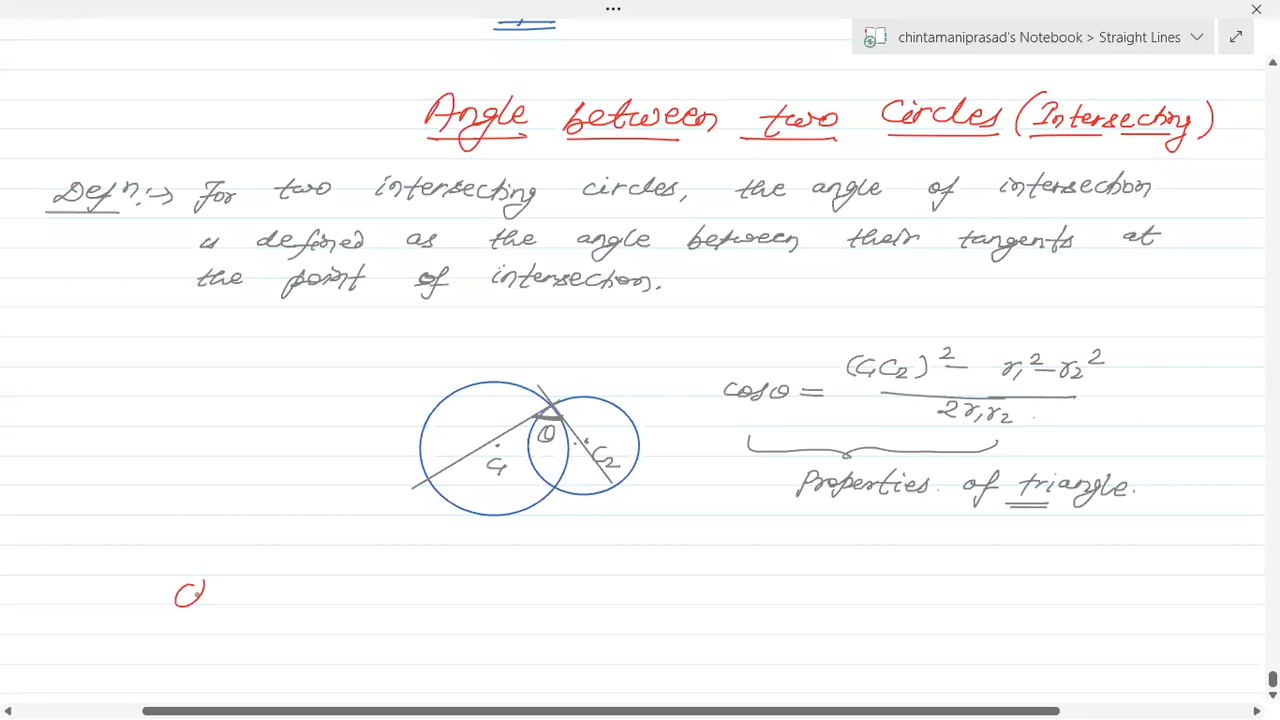 chintamaniprasad's Notebook > Straight Lines
Angle between two Circles (Intersecting)
Defⁿ:→ For two intersecting circles, the angle of intersection
is defined as the angle between their tangents at
the point of intersection.
cosθ = ((C₁C₂)² - r₁² - r₂²) / (2r₁r₂)
θ
C₁
C₂
Properties of triangle.